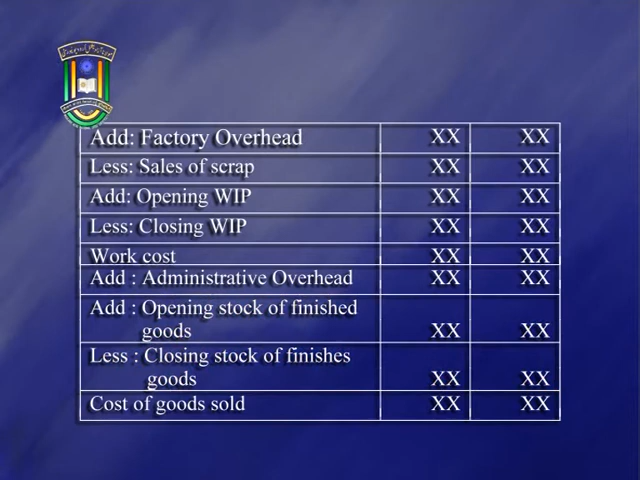 Add: Factory Overhead XX XX
Less: Sales of scrap XX XX
Add: Opening WIP XX XX
Less: Closing WIP XX XX
Work cost XX XX
Add : Administrative Overhead XX XX
Add : Opening stock of finished
goods XX XX
Less : Closing stock of finishes
goods XX XX
Cost of goods sold XX XX